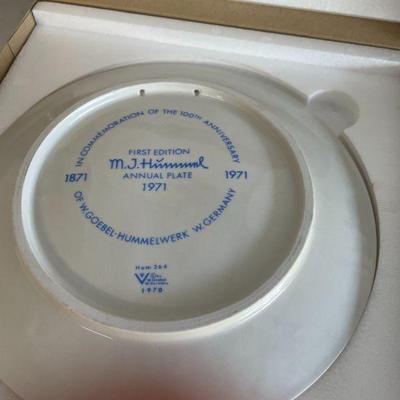 IN COMMEMORATION OF THE 100TH ANNIVERSARY
FIRST EDITION
M.J.Hummel
1871 ANNUAL PLATE 1971
1971
OF W.GOEBEL·HUMMELWERK W.GERMANY
Hum 264
1970